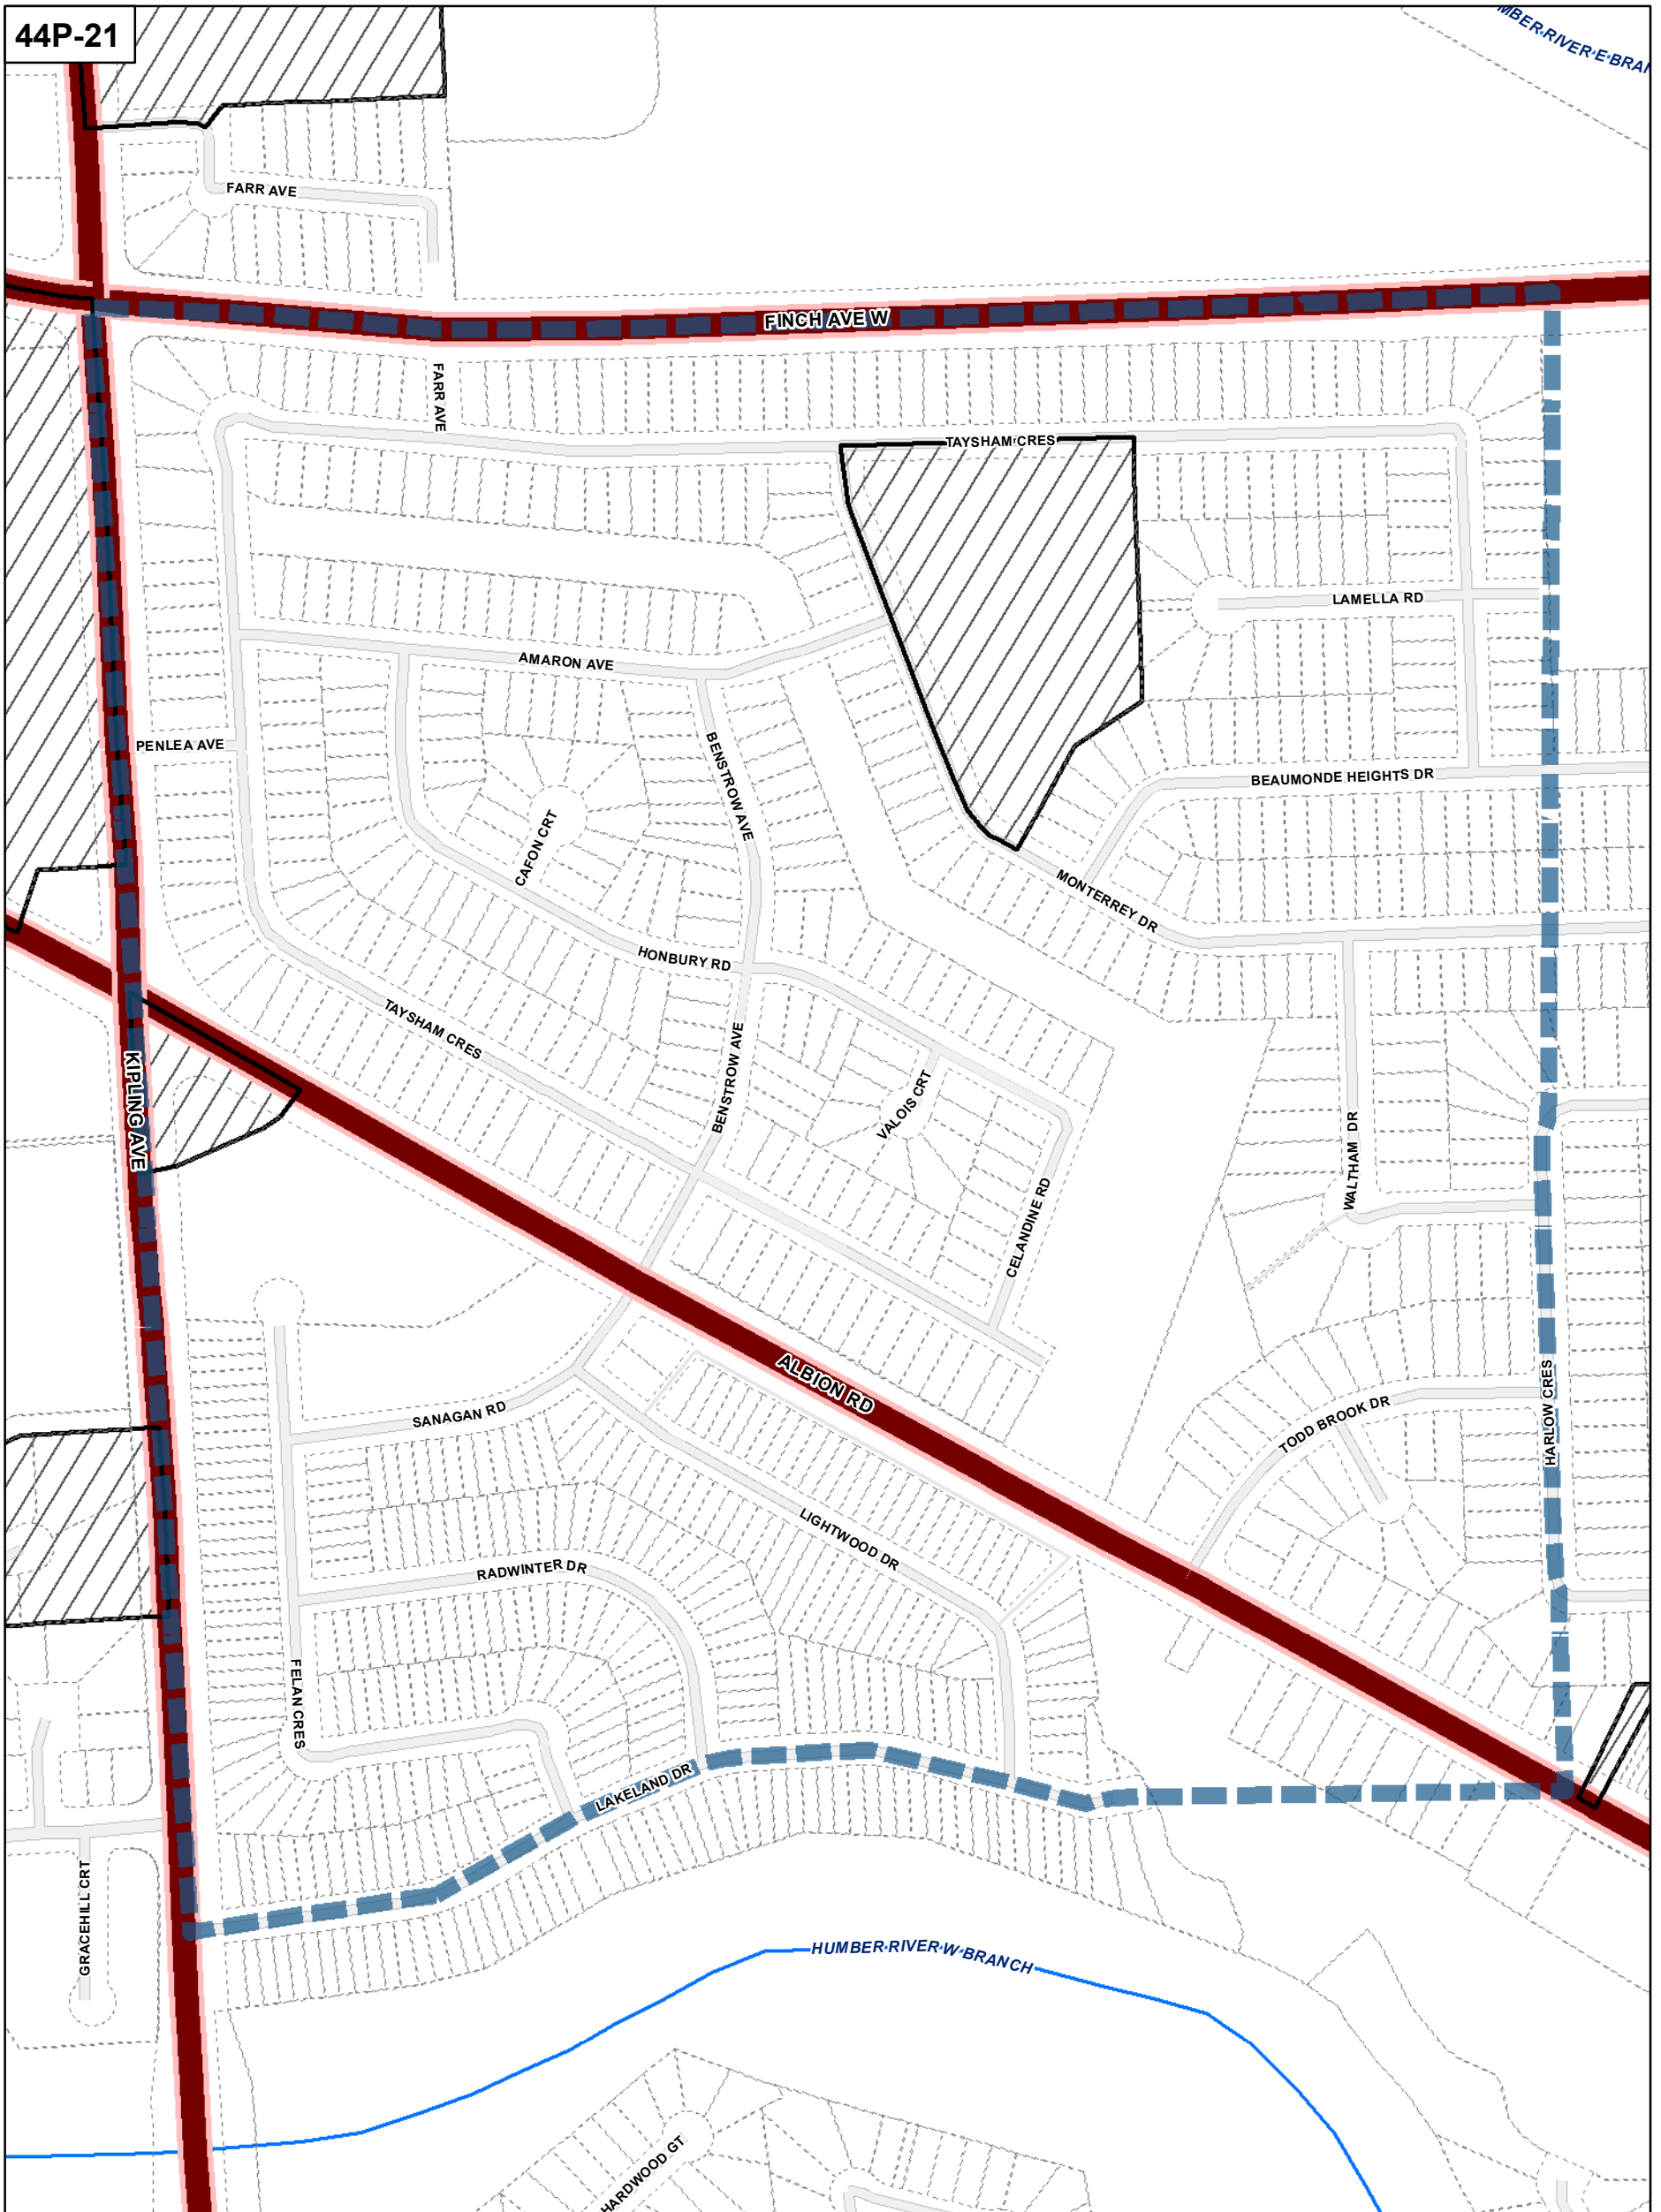 44P-21
MBER RIVER E BRAN
FARR AVE
FINCH AVE W
FARR AVE
TAYSHAM CRES
LAMELLA RD
AMARON AVE
PENLEA AVE
BENSTROW AVE
BEAUMONDE HEIGHTS DR
CAFON CRT
MONTERREY DR
HONBURY RD
TAYSHAM CRES
KIPLING AVE
BENSTROW AVE
VALOIS CRT
WALTHAM DR
CELANDINE RD
ALBION RD
SANAGAN RD
TODD BROOK DR
HARLOW CRES
LIGHTWOOD DR
RADWINTER DR
FELAN CRES
LAKELAND DR
GRACEHILL CRT
HUMBER RIVER W BRANCH
HARDWOOD GT